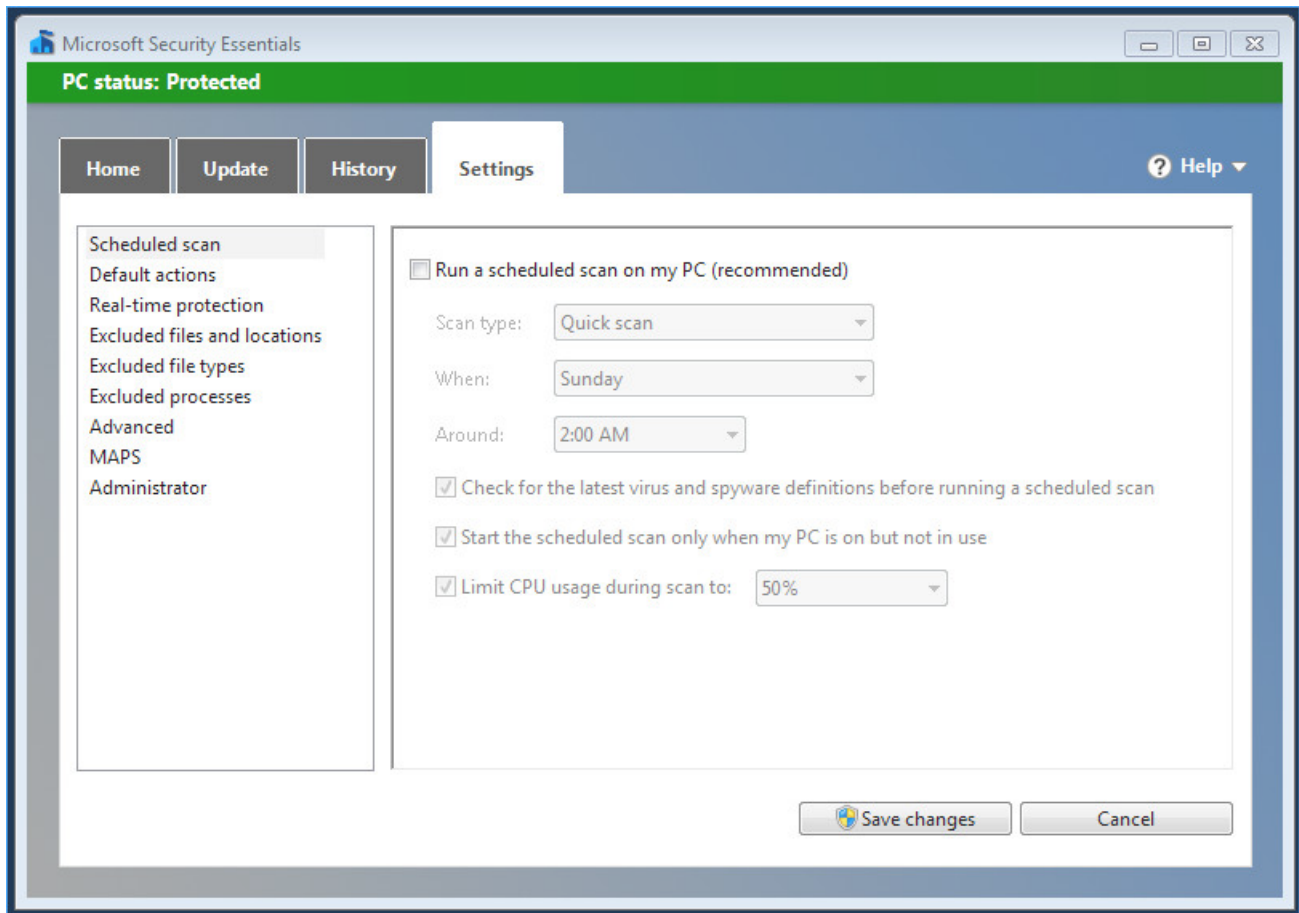 Microsoft Security Essentials
PC status: Protected
Home Update History Settings Help
Scheduled scan
Default actions
Real-time protection
Excluded files and locations
Excluded file types
Excluded processes
Advanced
MAPS
Administrator
Run a scheduled scan on my PC (recommended)
Scan type: Quick scan
When: Sunday
Around: 2:00 AM
Check for the latest virus and spyware definitions before running a scheduled scan
Start the scheduled scan only when my PC is on but not in use
Limit CPU usage during scan to: 50%
Save changes Cancel